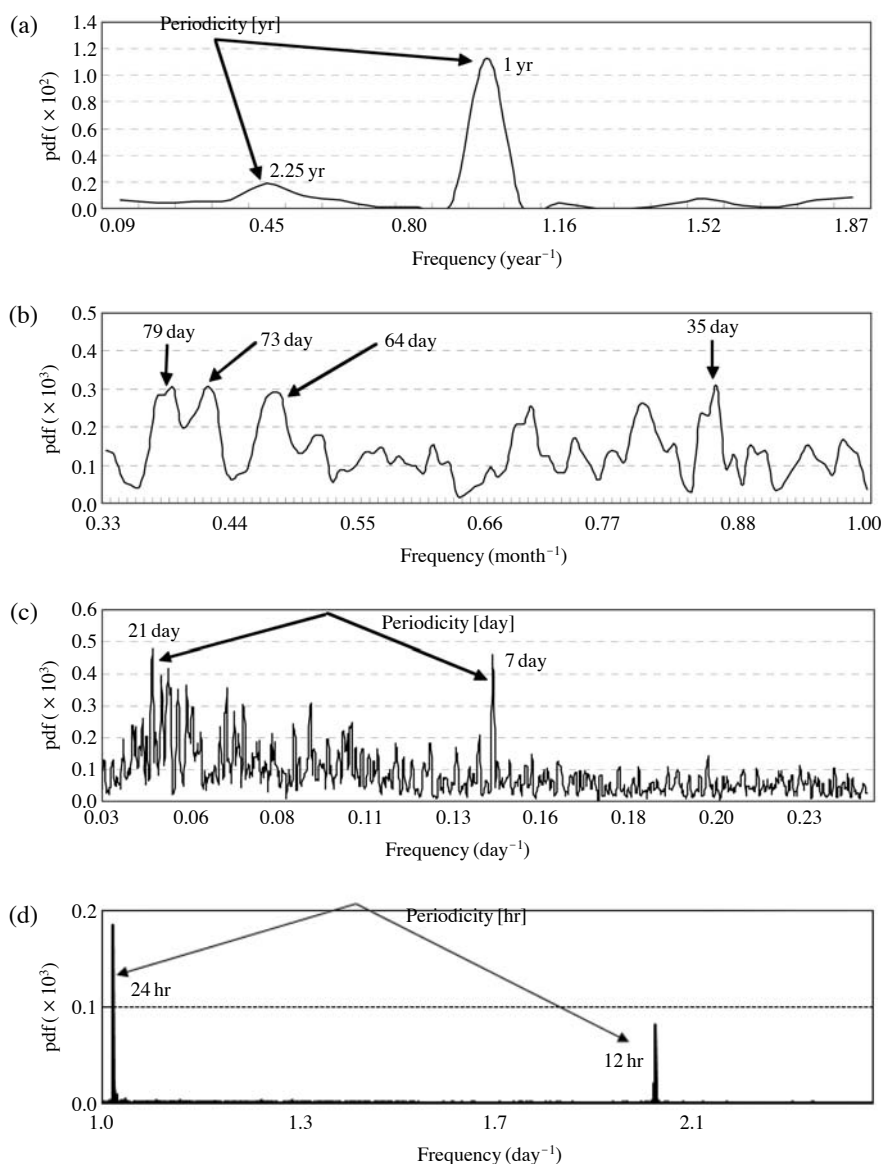 (a)
Periodicity [yr]
1.4
1.2
1.0
0.8
0.6
0.4
0.2
0.0
pdf (×10²)
1 yr
2.25 yr
0.09 0.45 0.80 1.16 1.52 1.87
Frequency (year⁻¹)
(b)
0.5
0.4
0.3
0.2
0.1
0.0
pdf (×10³)
79 day
73 day
64 day
35 day
0.33 0.44 0.55 0.66 0.77 0.88 1.00
Frequency (month⁻¹)
(c)
0.6
0.5
0.4
0.3
0.2
0.1
0.0
pdf (×10³)
21 day
Periodicity [day]
7 day
0.03 0.06 0.08 0.11 0.13 0.16 0.20 0.23
Frequency (day⁻¹)
(d)
0.2
0.1
0.0
pdf (×10³)
Periodicity [hr]
24 hr
12 hr
1.0 1.3 1.7 2.1
Frequency (day⁻¹)